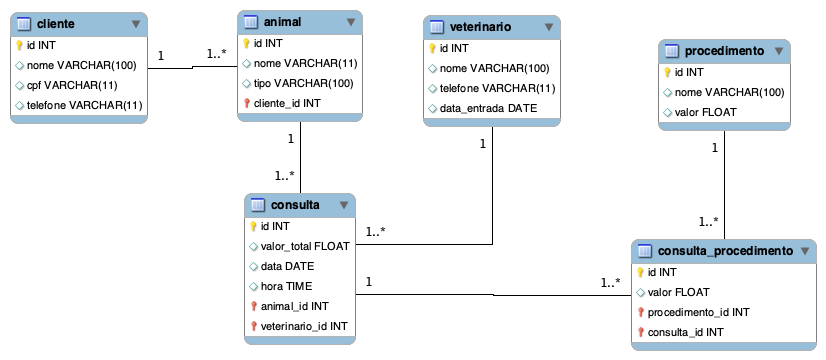 cliente
id INT
nome VARCHAR(100)
cpf VARCHAR(11)
telefone VARCHAR(11)
1
1..*
animal
id INT
nome VARCHAR(11)
tipo VARCHAR(100)
cliente_id INT
1
1..*
veterinario
id INT
nome VARCHAR(100)
telefone VARCHAR(11)
data_entrada DATE
1
1..*
procedimento
id INT
nome VARCHAR(100)
valor FLOAT
1
1..*
consulta
id INT
valor_total FLOAT
data DATE
hora TIME
animal_id INT
veterinario_id INT
1
1..*
consulta_procedimento
id INT
valor FLOAT
procedimento_id INT
consulta_id INT